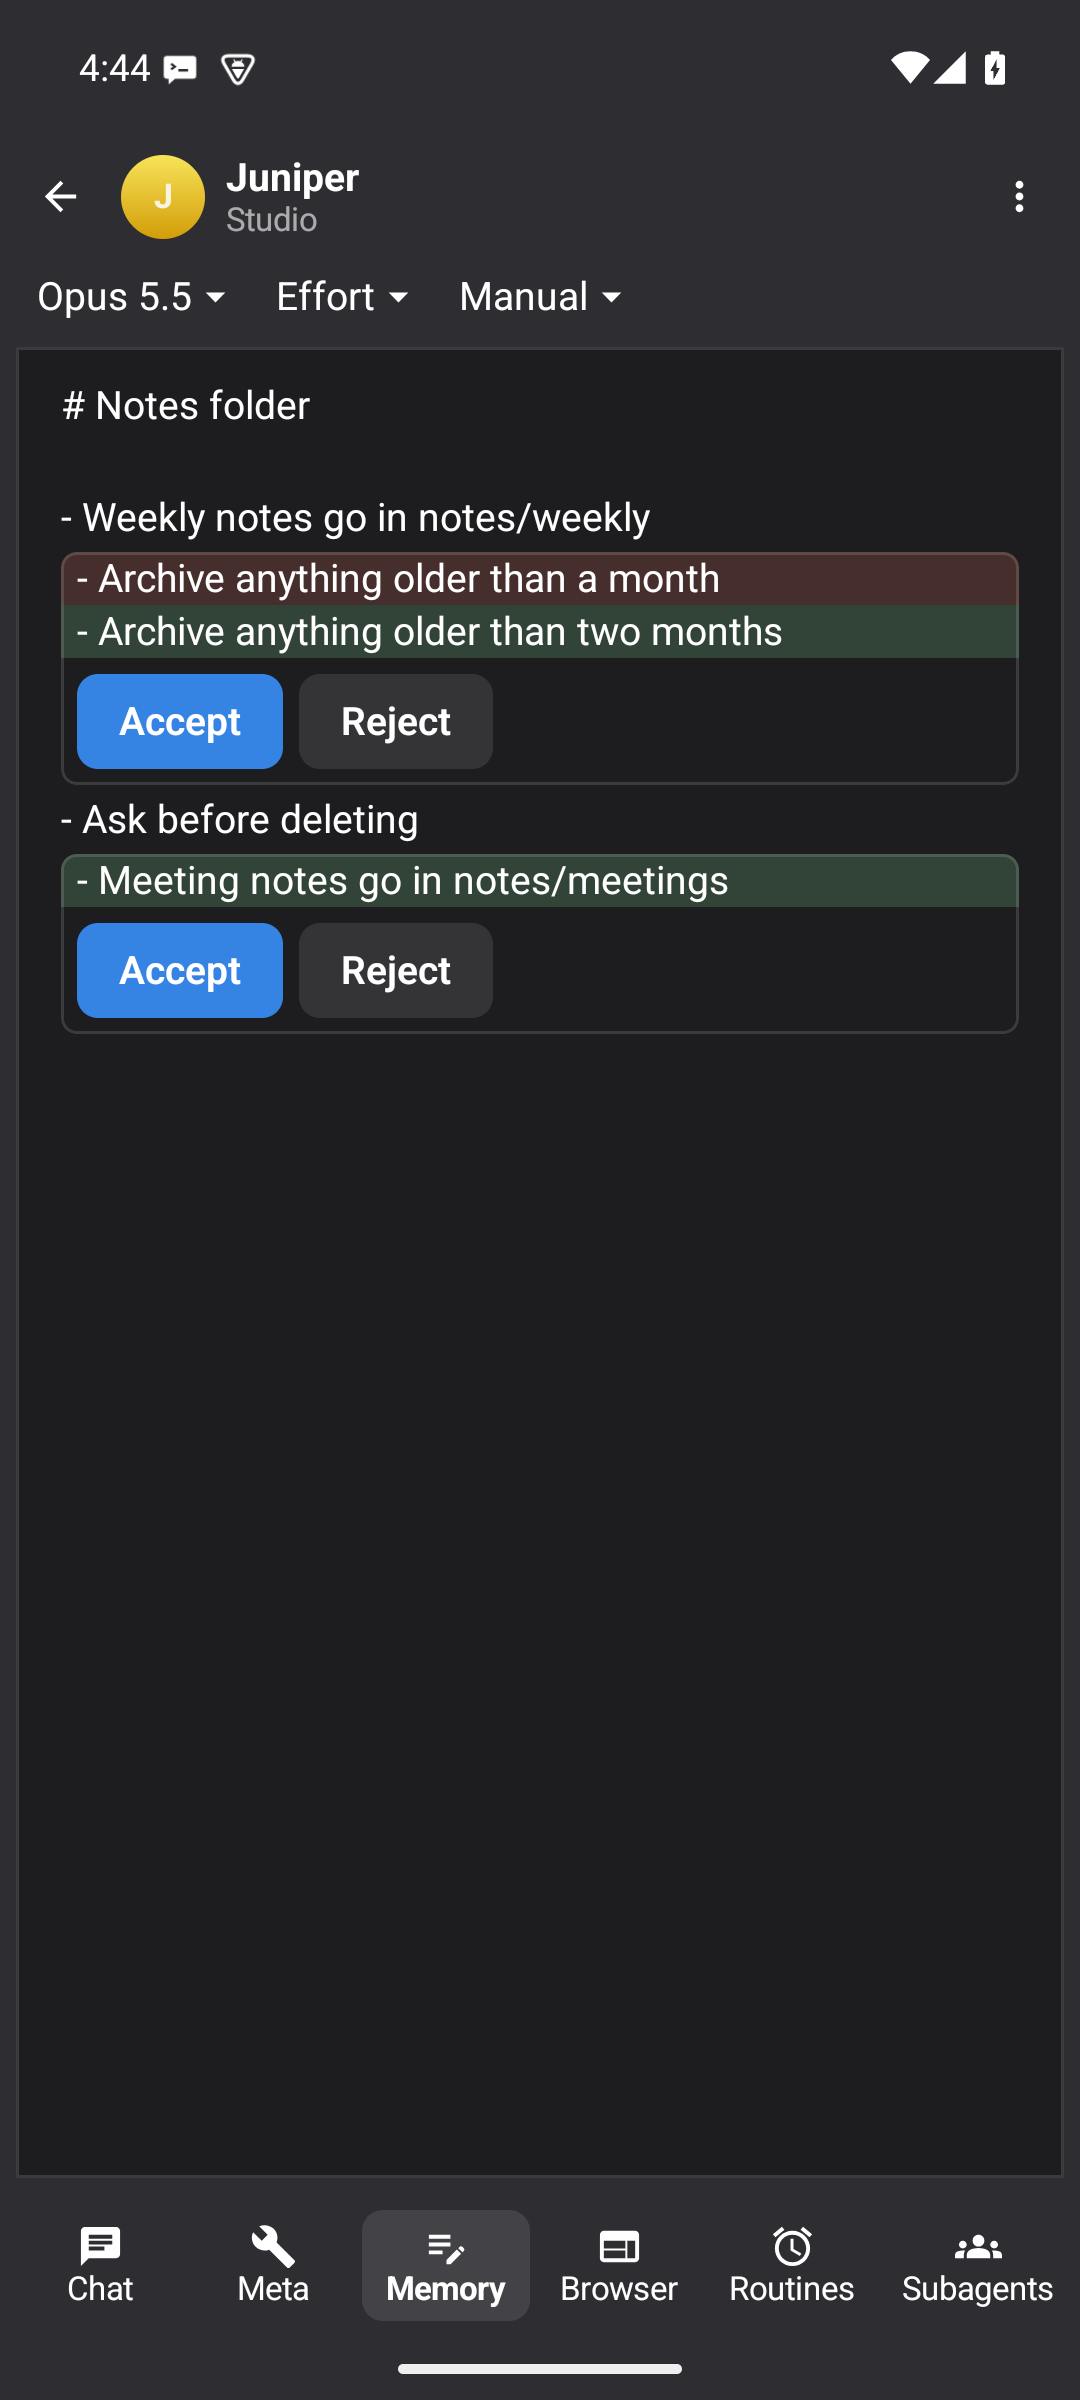 4:44
J
Juniper
Studio
Opus 5.5 Effort Manual
# Notes folder
- Weekly notes go in notes/weekly
- Archive anything older than a month
- Archive anything older than two months
Accept Reject
- Ask before deleting
- Meeting notes go in notes/meetings
Accept Reject
Chat Meta Memory Browser Routines Subagents